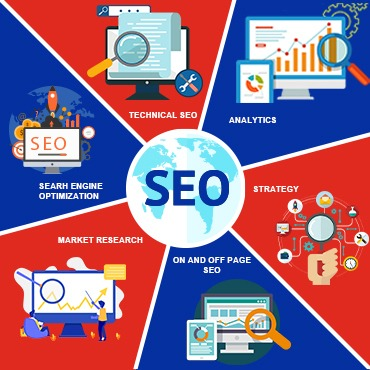 TECHNICAL SEO
ANALYTICS
SEO
SEARH ENGINE
OPTIMIZATION
SEO
STRATEGY
MARKET RESEARCH
ON AND OFF PAGE
SEO